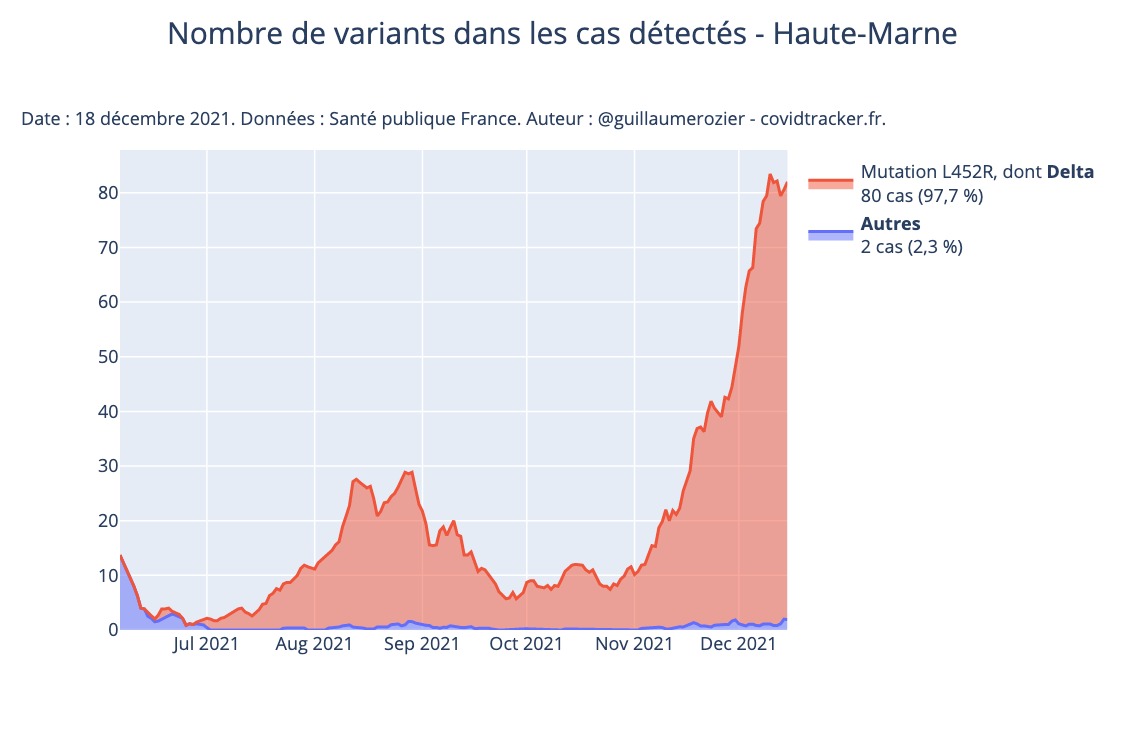 Nombre de variants dans les cas détectés - Haute-Marne
Date : 18 décembre 2021. Données : Santé publique France. Auteur : @guillaumerozier - covidtracker.fr.
Mutation L452R, dont Delta
80 cas (97,7 %)
Autres
2 cas (2,3 %)
80
70
60
50
40
30
20
10
0
Jul 2021
Aug 2021
Sep 2021
Oct 2021
Nov 2021
Dec 2021